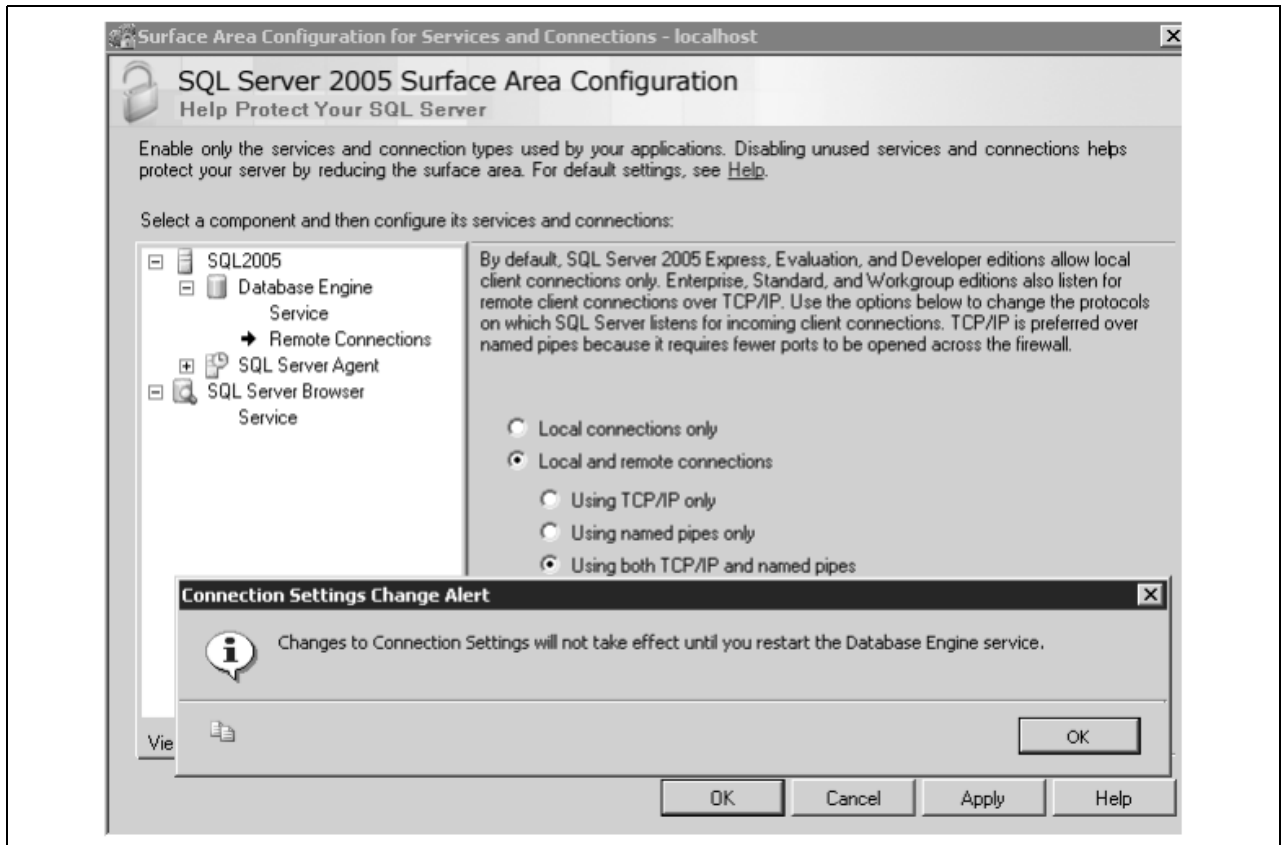 Surface Area Configuration for Services and Connections - localhost
SQL Server 2005 Surface Area Configuration
Help Protect Your SQL Server
Enable only the services and connection types used by your applications. Disabling unused services and connections helps
protect your server by reducing the surface area. For default settings, see Help.
Select a component and then configure its services and connections:
SQL2005
Database Engine
Service
Remote Connections
SQL Server Agent
SQL Server Browser
Service
By default, SQL Server 2005 Express, Evaluation, and Developer editions allow local
client connections only. Enterprise, Standard, and Workgroup editions also listen for
remote client connections over TCP/IP. Use the options below to change the protocols
on which SQL Server listens for incoming client connections. TCP/IP is preferred over
named pipes because it requires fewer ports to be opened across the firewall.
Local connections only
Local and remote connections
Using TCP/IP only
Using named pipes only
Using both TCP/IP and named pipes
Connection Settings Change Alert
Changes to Connection Settings will not take effect until you restart the Database Engine service.
OK
Vie
OK Cancel Apply Help